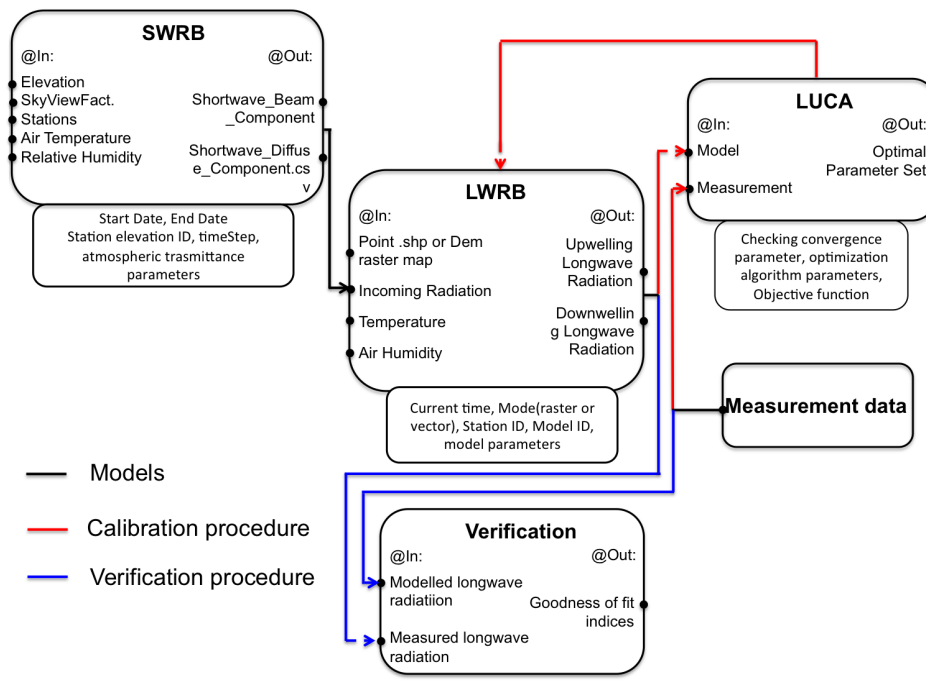 SWRB
@In:
@Out:
Elevation
SkyViewFact.
Stations
Air Temperature
Relative Humidity
Shortwave_Beam
_Component
Shortwave_Diffus
e_Component.cs
v
Start Date, End Date
Station elevation ID, timeStep,
atmospheric trasmittance
parameters
LWRB
@In:
@Out:
Point .shp or Dem
raster map
Incoming Radiation
Temperature
Air Humidity
Upwelling
Longwave
Radiation
Downwellin
g Longwave
Radiation
Current time, Mode(raster or
vector), Station ID, Model ID,
model parameters
LUCA
@In:
@Out:
Model
Measurement
Optimal
Parameter Set
Checking convergence
parameter, optimization
algorithm parameters,
Objective function
Measurement data
Models
Calibration procedure
Verification procedure
Verification
@In:
@Out:
Modelled longwave
radiatiion
Measured longwave
radiation
Goodness of fit
indices